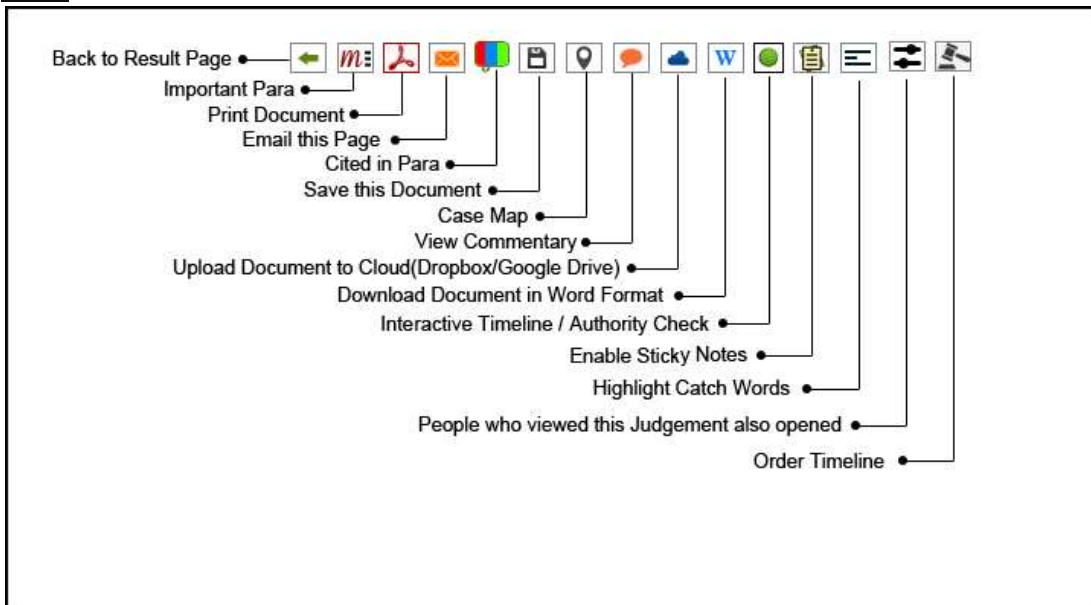 Back to Result Page
Important Para
Print Document
Email this Page
Cited in Para
Save this Document
Case Map
View Commentary
Upload Document to Cloud(Dropbox/Google Drive)
Download Document in Word Format
Interactive Timeline / Authority Check
Enable Sticky Notes
Highlight Catch Words
People who viewed this Judgement also opened
Order Timeline
m
W